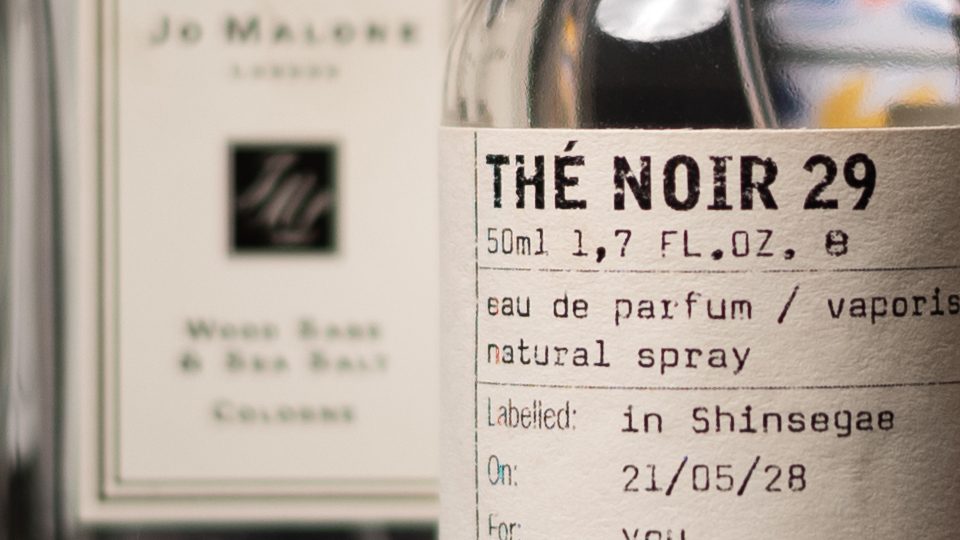 Jo Malone
LONDON
Wood Sage
& Sea Salt
Cologne
THÉ NOIR 29
50ml 1,7 FL.OZ. e
eau de parfum / vaporis
natural spray
Labelled: in Shinsegae
On: 21/05/28
For: you